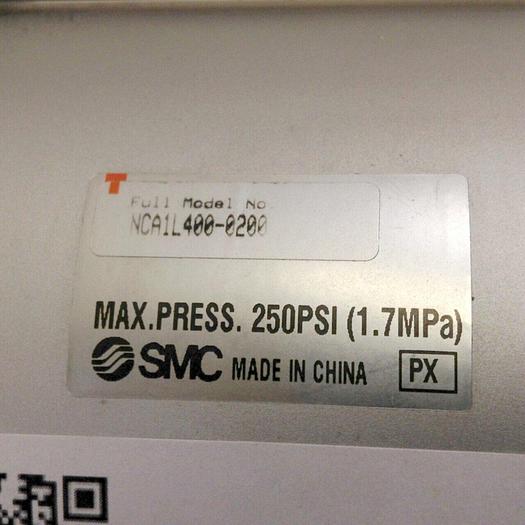 T
Full Model No.
NCA1L400-0200
MAX.PRESS. 250PSI (1.7MPa)
SMC MADE IN CHINA PX